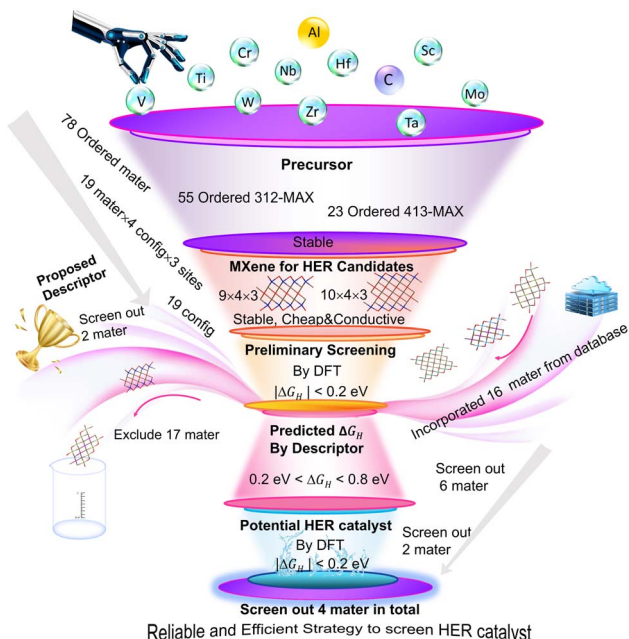 Al
Cr
Sc
Hf
Nb
Ti
C
V
W
Mo
Zr
Ta
78 Ordered mater
Precursor
55 Ordered 312-MAX
23 Ordered 413-MAX
19 mater×4 config×3 sites
Stable
MXene for HER Candidates
9×4×3
10×4×3
Stable, Cheap&Conductive
19 config
Proposed
Descriptor
Screen out
2 mater
Preliminary Screening
By DFT
|ΔG_H| < 0.2 eV
Incorporated 16 mater from database
Exclude 17 mater
Predicted ΔG_H
By Descriptor
0.2 eV < ΔG_H < 0.8 eV
Screen out
6 mater
Potential HER catalyst
By DFT
|ΔG_H| < 0.2 eV
Screen out
2 mater
Screen out 4 mater in total
Reliable and Efficient Strategy to screen HER catalyst